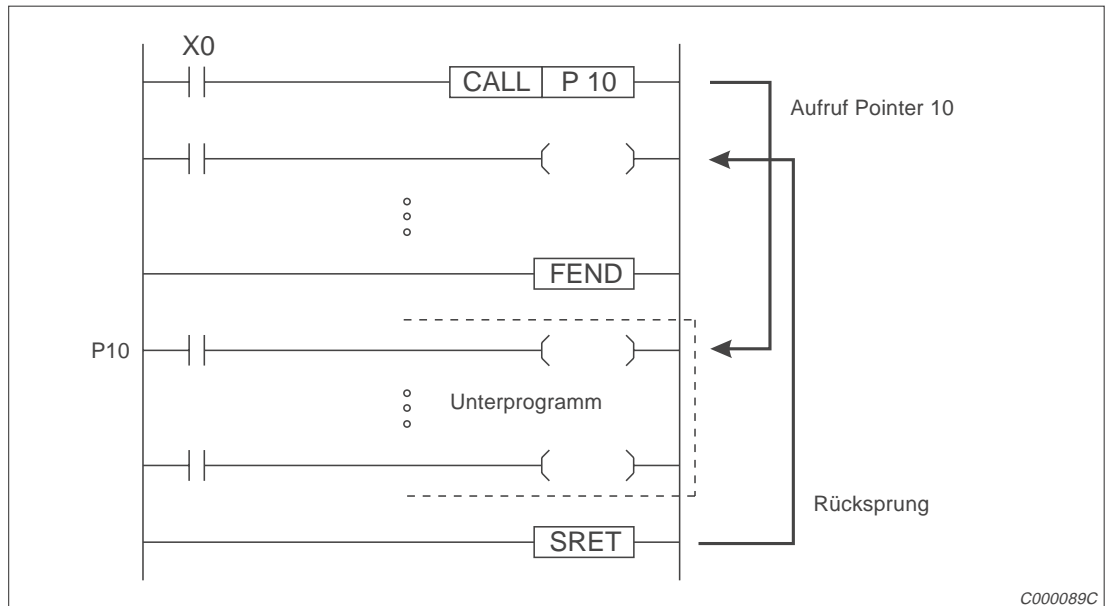 X0
CALL P 10
Aufruf Pointer 10
FEND
P10
Unterprogramm
Rücksprung
SRET
C000089C